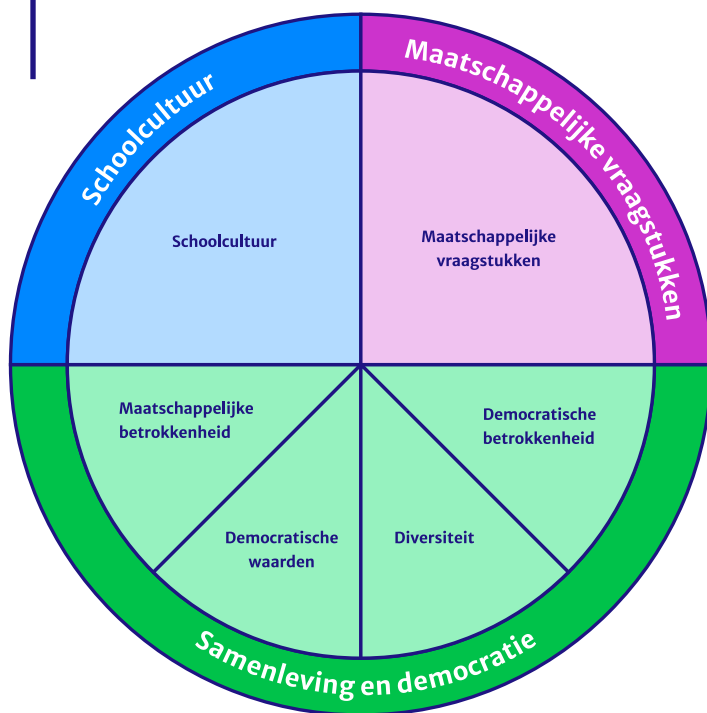 Schoolcultuur
Maatschappelijke vraagstukken
Schoolcultuur
Maatschappelijke
vraagstukken
Maatschappelijke
betrokkenheid
Democratische
betrokkenheid
Democratische
waarden
Diversiteit
Samenleving en democratie